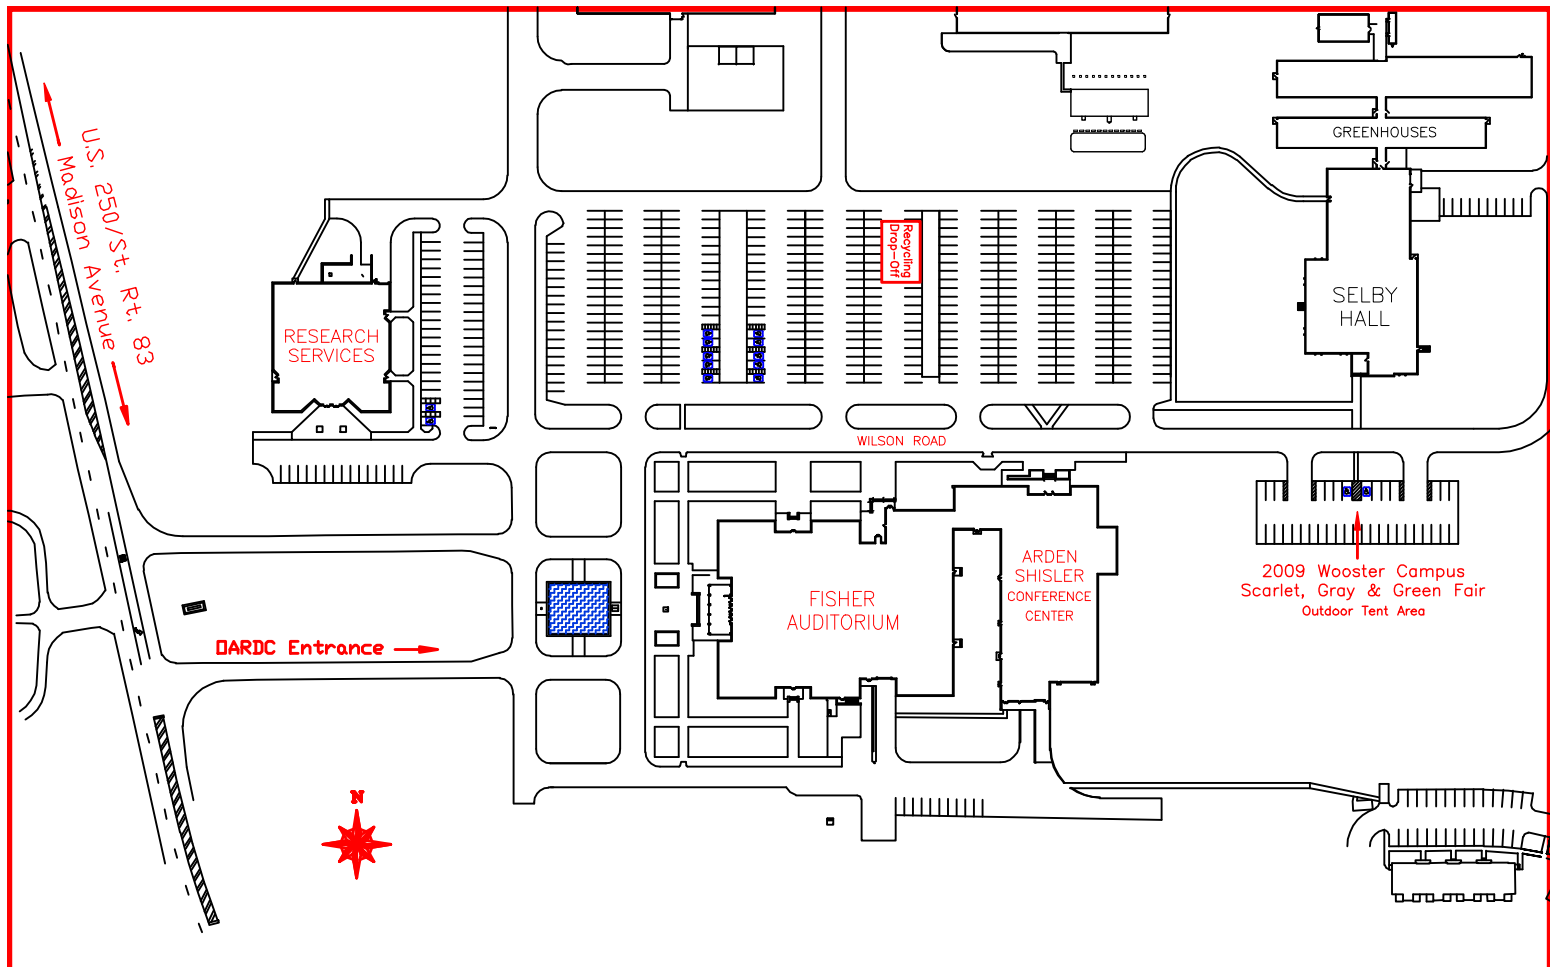 U.S. 250/St. Rt. 83
Madison Avenue
GREENHOUSES
Recycling
Drop-Off
SELBY
HALL
RESEARCH
SERVICES
WILSON ROAD
ARDEN
SHISLER
CONFERENCE
CENTER
FISHER
AUDITORIUM
2009 Wooster Campus
Scarlet, Gray & Green Fair
Outdoor Tent Area
OARDC Entrance
N